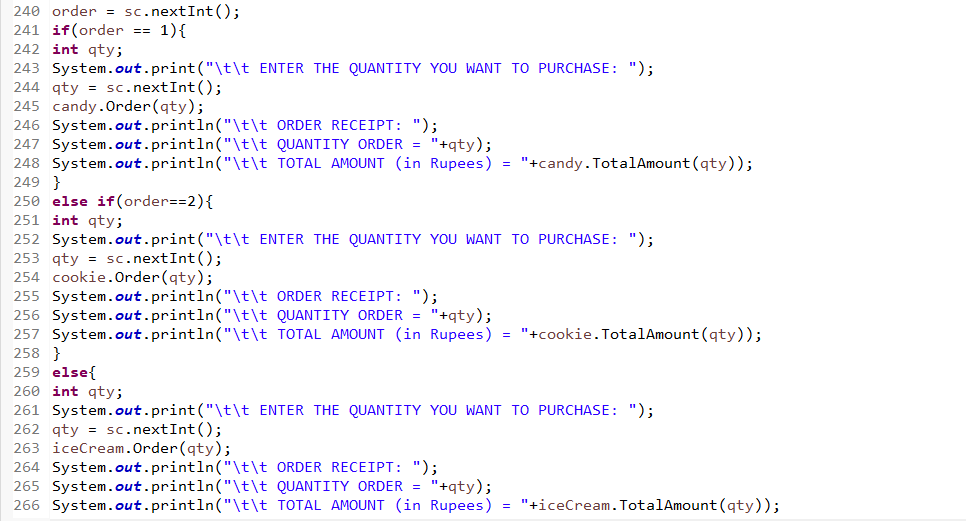 240 order = sc.nextInt();
241 if(order == 1){
242 int qty;
243 System.out.print("\t\t ENTER THE QUANTITY YOU WANT TO PURCHASE: ");
244 qty = sc.nextInt();
245 candy.Order(qty);
246 System.out.println("\t\t ORDER RECEIPT: ");
247 System.out.println("\t\t QUANTITY ORDER = "+qty);
248 System.out.println("\t\t TOTAL AMOUNT (in Rupees) = "+candy.TotalAmount(qty));
249 }
250 else if(order==2){
251 int qty;
252 System.out.print("\t\t ENTER THE QUANTITY YOU WANT TO PURCHASE: ");
253 qty = sc.nextInt();
254 cookie.Order(qty);
255 System.out.println("\t\t ORDER RECEIPT: ");
256 System.out.println("\t\t QUANTITY ORDER = "+qty);
257 System.out.println("\t\t TOTAL AMOUNT (in Rupees) = "+cookie.TotalAmount(qty));
258 }
259 else{
260 int qty;
261 System.out.print("\t\t ENTER THE QUANTITY YOU WANT TO PURCHASE: ");
262 qty = sc.nextInt();
263 iceCream.Order(qty);
264 System.out.println("\t\t ORDER RECEIPT: ");
265 System.out.println("\t\t QUANTITY ORDER = "+qty);
266 System.out.println("\t\t TOTAL AMOUNT (in Rupees) = "+iceCream.TotalAmount(qty));